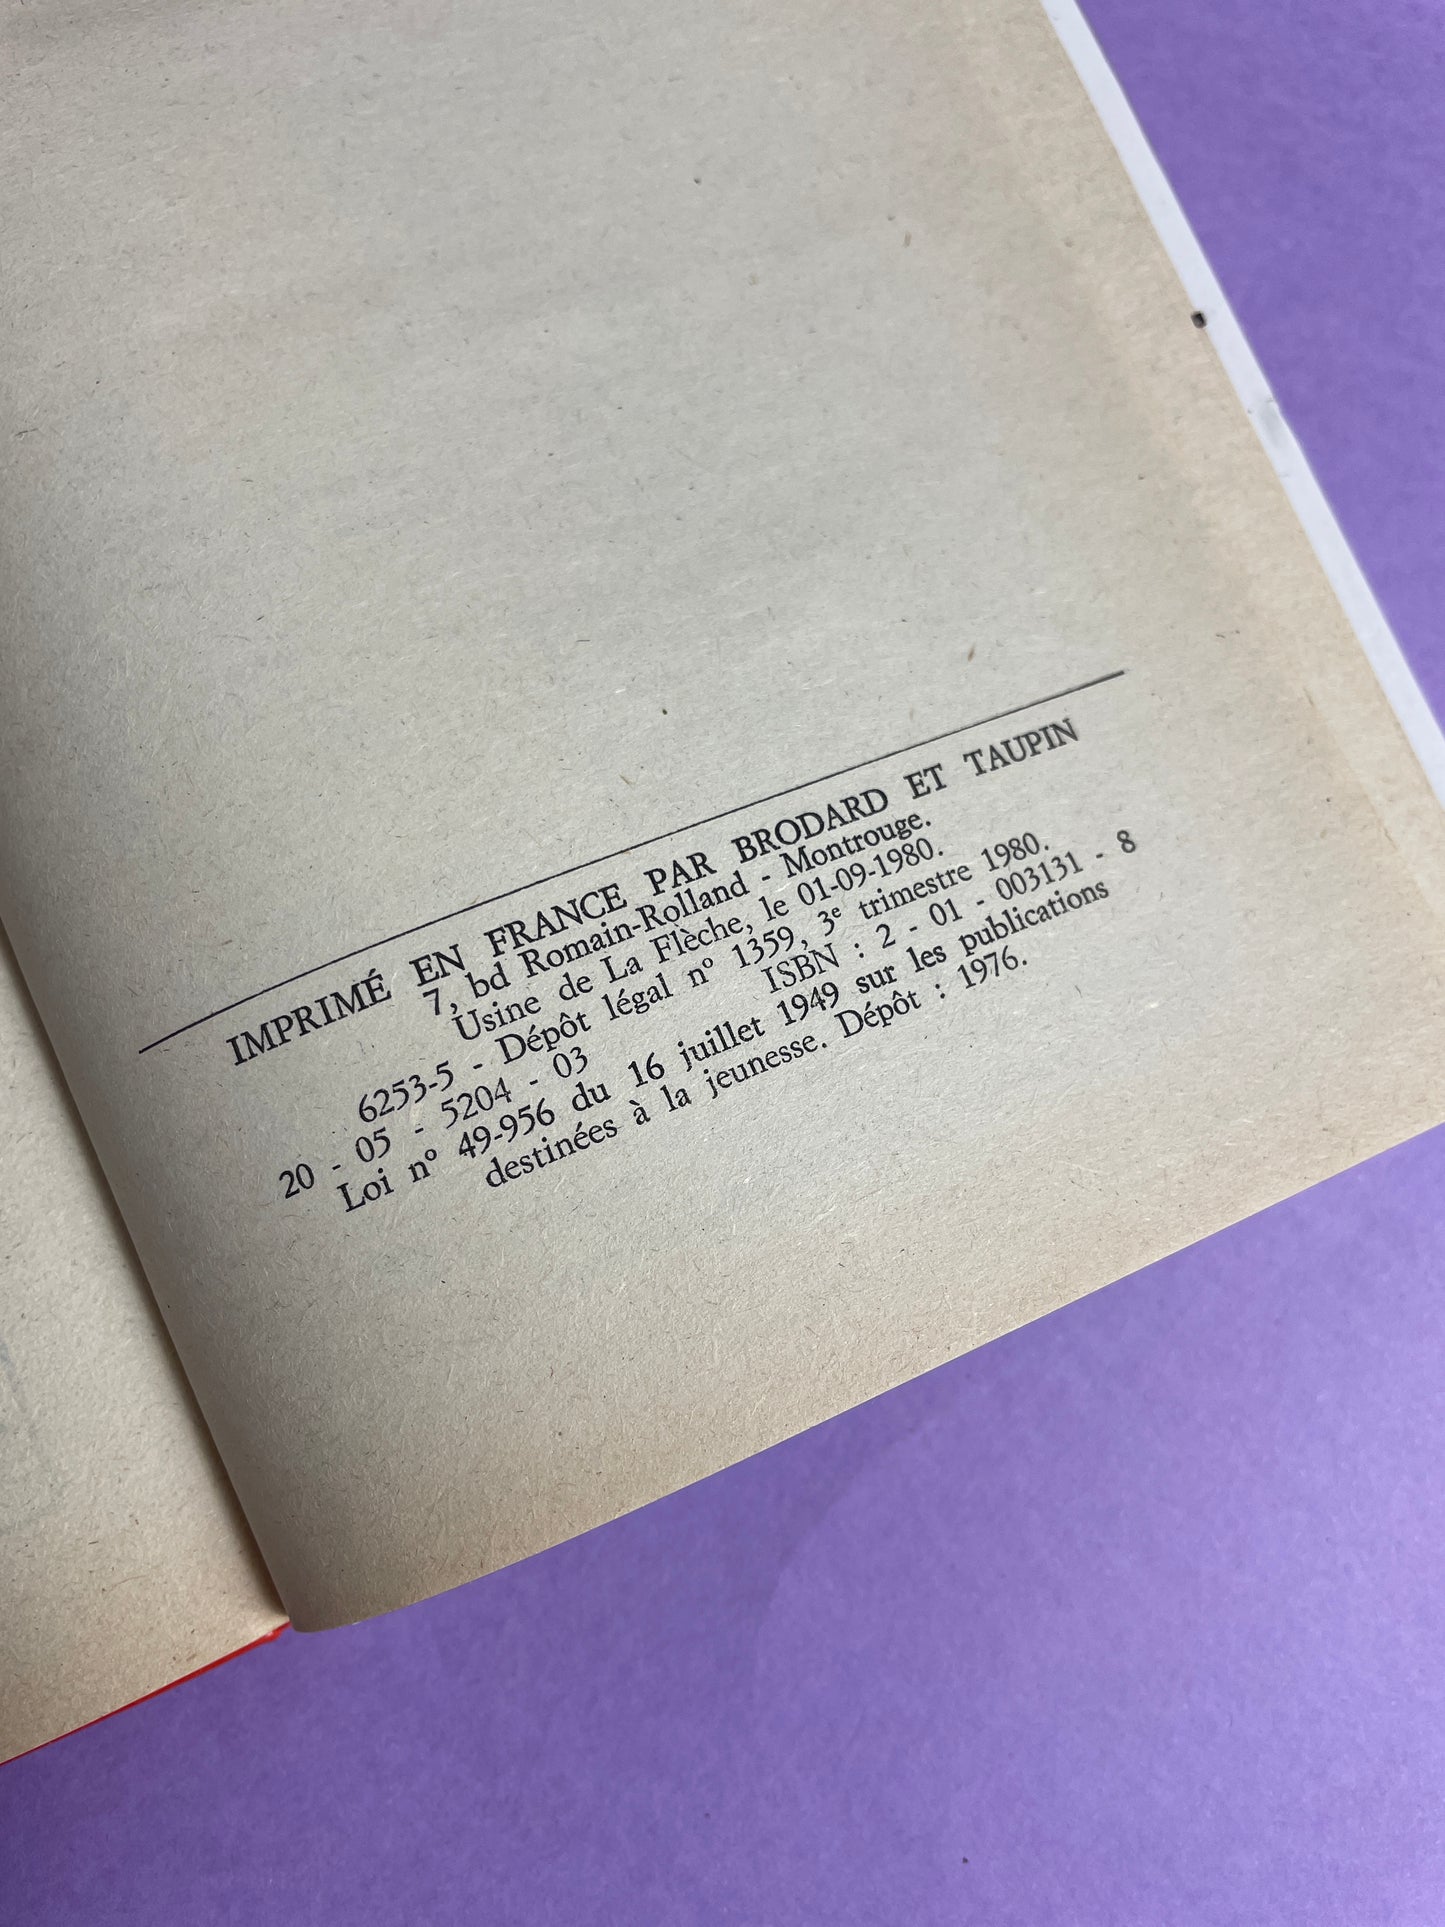 IMPRIMÉ EN FRANCE PAR BRODARD ET TAUPIN
7, bd Romain-Rolland - Montrouge.
Usine de La Flèche, le 01-09-1980.
6253-5 - Dépôt légal nº 1359, 3e trimestre 1980.
20 - 05 - 5204 - 03 ISBN : 2 - 01 - 003131 - 8
Loi nº 49-956 du 16 juillet 1949 sur les publications
destinées à la jeunesse. Dépôt : 1976.